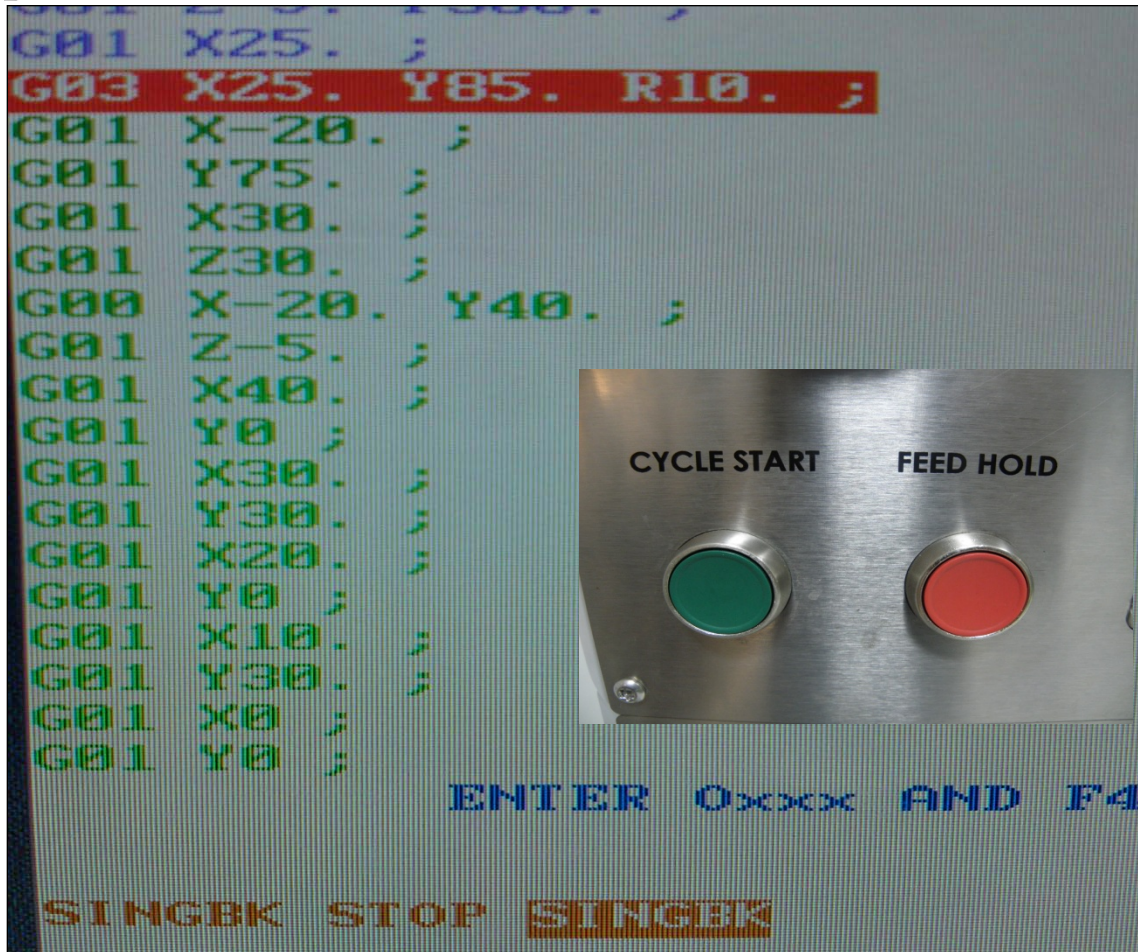 G01 X25. ;
G03 X25. Y85. R10. ;
G01 X-20. ;
G01 Y75. ;
G01 X30. ;
G01 Z30. ;
G00 X-20. Y40. ;
G01 Z-5. ;
G01 X40. ;
G01 Y0 ;
G01 X30. ;
G01 Y30. ;
G01 X20. ;
G01 Y0 ;
G01 X10. ;
G01 Y30. ;
G01 X0 ;
G01 Y0 ;
CYCLE START FEED HOLD
ENTER Oxxx AND F4
SINGBK STOP SINGBK